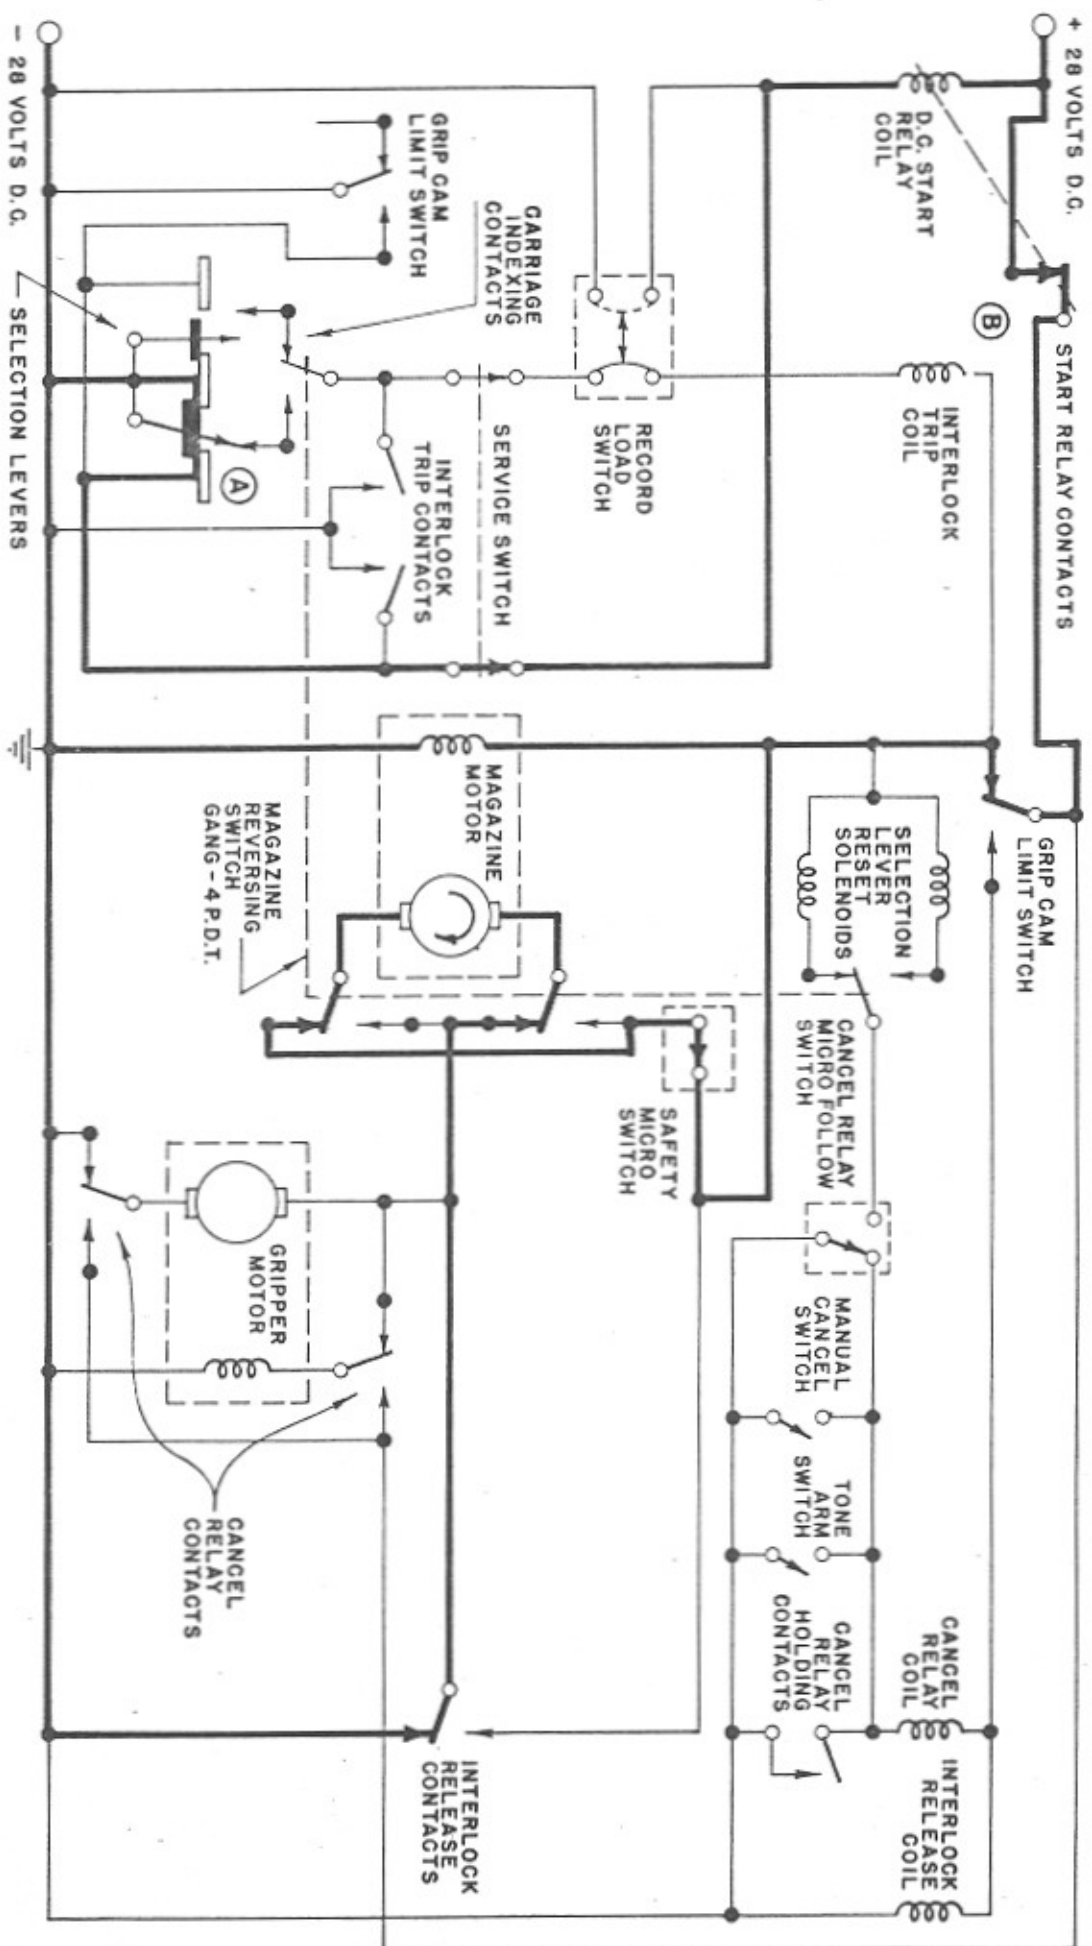 + 28 VOLTS D.C.
D.C. START
RELAY
COIL
B
START RELAY CONTACTS
INTERLOCK
TRIP
COIL
GRIP CAM
LIMIT SWITCH
CARRIAGE
INDEXING
CONTACTS
RECORD
LOAD
SWITCH
SERVICE SWITCH
INTERLOCK
TRIP CONTACTS
A
- 28 VOLTS D.C.
SELECTION LEVERS
GRIP CAM
LIMIT SWITCH
SELECTION
LEVER
RESET
SOLENOIDS
MAGAZINE
MOTOR
MAGAZINE
REVERSING
SWITCH
GANG - 4 P.D.T.
CANCEL RELAY
MICRO FOLLOW
SWITCH
SAFETY
MICRO
SWITCH
GRIPPER
MOTOR
MANUAL
CANCEL
SWITCH
TONE
ARM
SWITCH
CANCEL
RELAY
HOLDING
CONTACTS
CANCEL
RELAY
COIL
INTERLOCK
RELEASE
COIL
CANCEL
RELAY
CONTACTS
INTERLOCK
RELEASE
CONTACTS